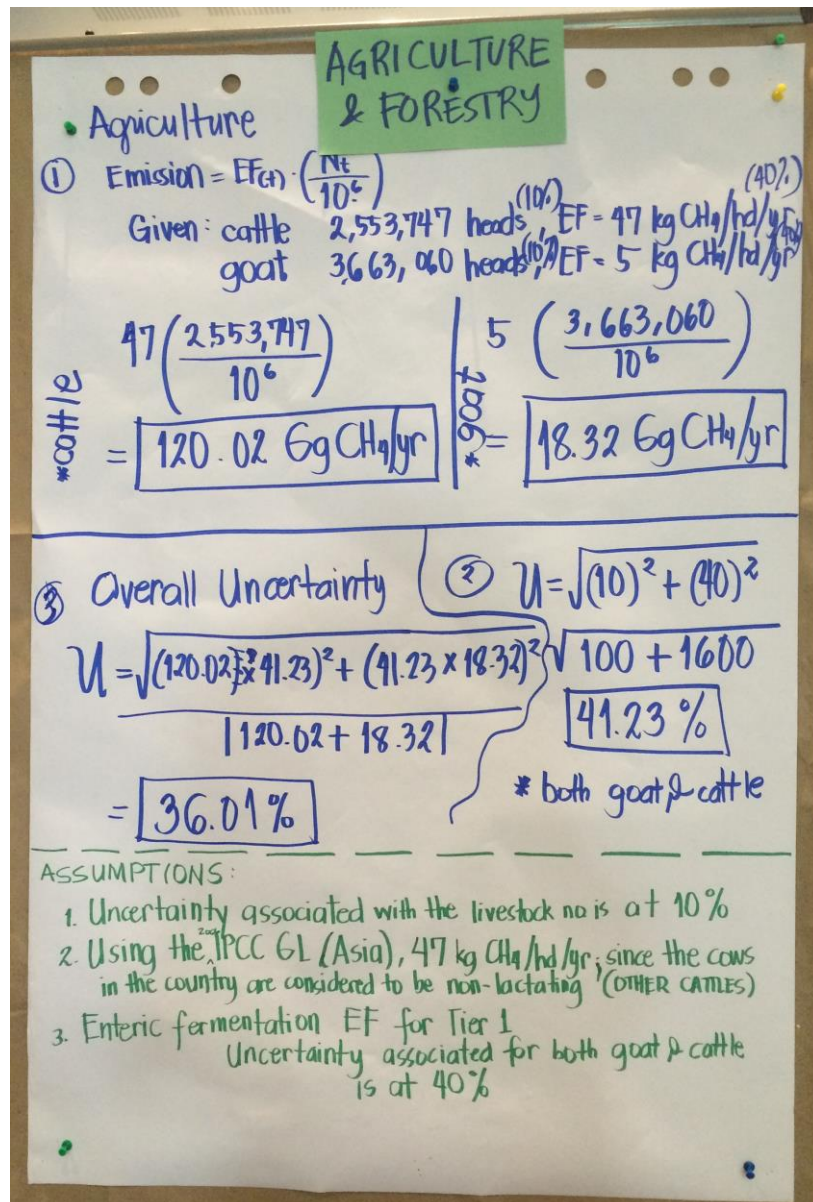 AGRICULTURE
& FORESTRY
• Agriculture
① Emission = EF(t) · (Nt / 10⁶)
Given: cattle 2,553,747 heads (10%), EF = 47 kg CH4/hd/yr (40%)
goat 3,663,060 heads (10%), EF = 5 kg CH4/hd/yr (40%)
*cattle
47 (2,553,747 / 10⁶)
= 120.02 Gg CH4/yr
*goat
5 (3,663,060 / 10⁶)
= 18.32 Gg CH4/yr
② U = √(10)² + (40)²
√100 + 1600
41.23 %
* both goat & cattle
③ Overall Uncertainty
U = √(120.02 x 41.23)² + (41.23 x 18.32)²
|120.02 + 18.32|
= 36.01%
ASSUMPTIONS:
1. Uncertainty associated with the livestock no is at 10%
2. Using the 2006 IPCC GL (Asia), 47 kg CH4/hd/yr; since the cows
in the country are considered to be non-lactating (OTHER CATTLES)
3. Enteric fermentation EF for Tier 1
Uncertainty associated for both goat & cattle
is at 40%